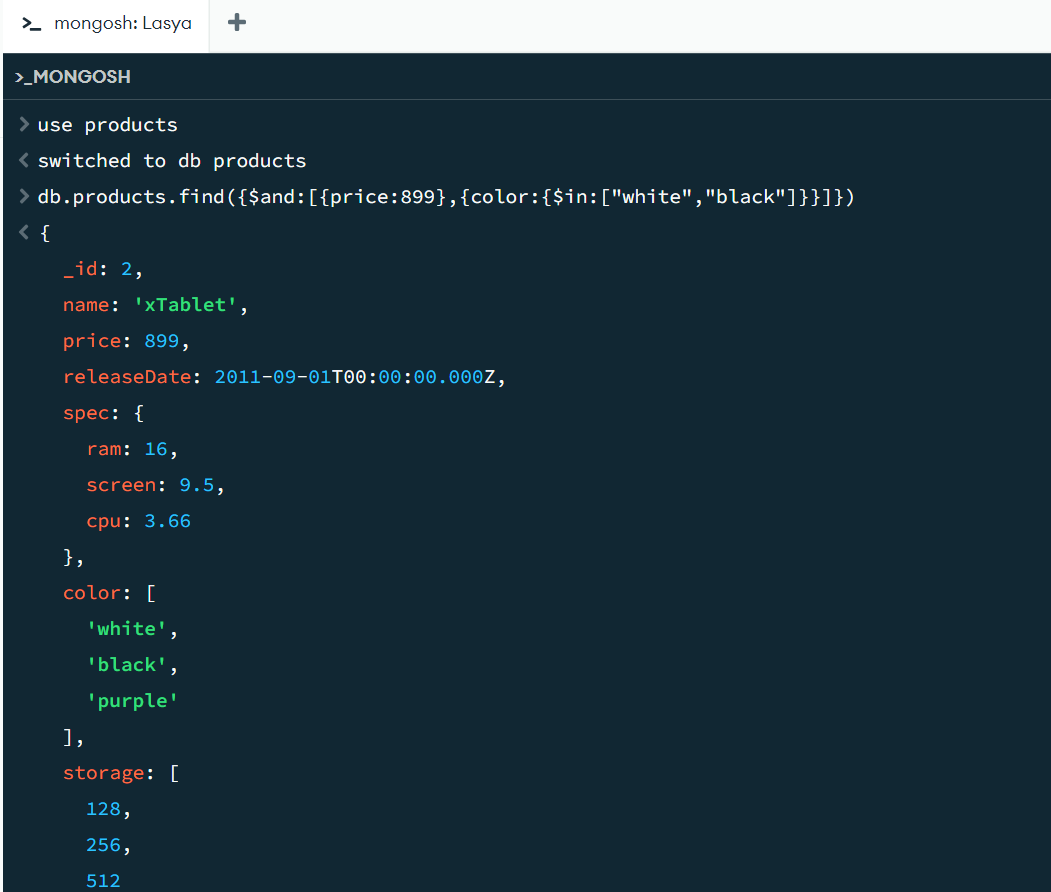 >_ mongosh: Lasya +
>_MONGOSH
> use products
< switched to db products
> db.products.find({$and:[{price:899},{color:{$in:["white","black"]}}]})
< {
_id: 2,
name: 'xTablet',
price: 899,
releaseDate: 2011-09-01T00:00:00.000Z,
spec: {
ram: 16,
screen: 9.5,
cpu: 3.66
},
color: [
'white',
'black',
'purple'
],
storage: [
128,
256,
512